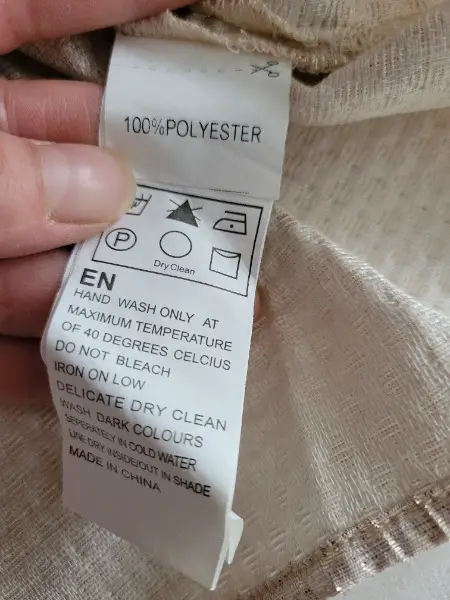 100%POLYESTER
P
Dry Clean
EN
HAND WASH ONLY AT
MAXIMUM TEMPERATURE
OF 40 DEGREES CELCIUS
DO NOT BLEACH
IRON ON LOW
DELICATE DRY CLEAN
WASH DARK COLOURS
SEPERATELY IN COLD WATER
LINE DRY INSIDE/OUT IN SHADE
MADE IN CHINA